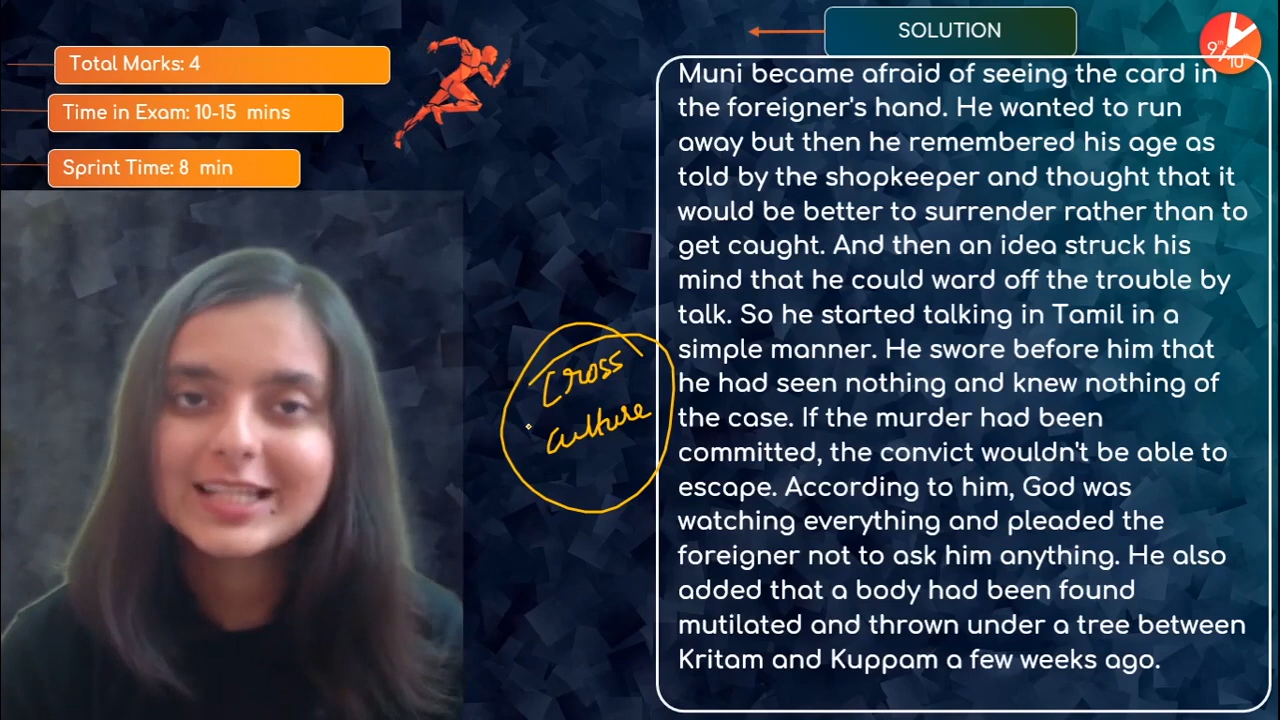 Total Marks: 4
Time in Exam: 10-15 mins
Sprint Time: 8 min
SOLUTION
9th
10th
Muni became afraid of seeing the card in
the foreigner's hand. He wanted to run
away but then he remembered his age as
told by the shopkeeper and thought that it
would be better to surrender rather than to
get caught. And then an idea struck his
mind that he could ward off the trouble by
talk. So he started talking in Tamil in a
simple manner. He swore before him that
he had seen nothing and knew nothing of
the case. If the murder had been
committed, the convict wouldn't be able to
escape. According to him, God was
watching everything and pleaded the
foreigner not to ask him anything. He also
added that a body had been found
mutilated and thrown under a tree between
Kritam and Kuppam a few weeks ago.
Cross
culture